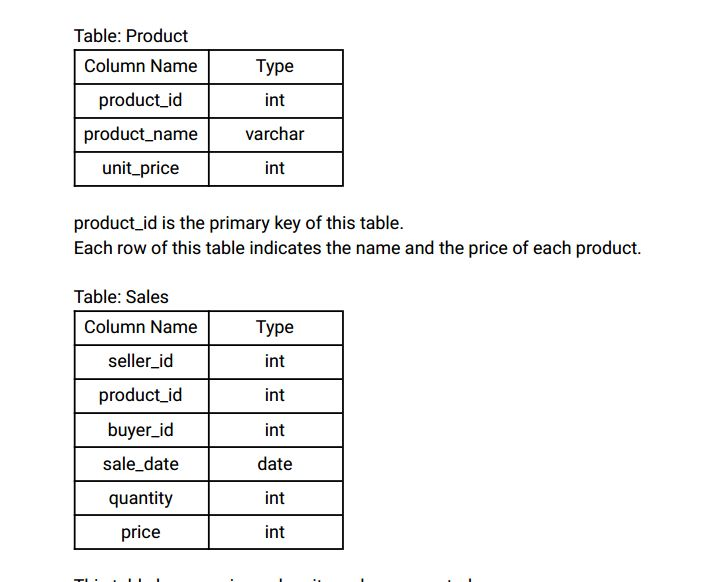 Table: Product
Column Name Type
product_id int
product_name varchar
unit_price int
product_id is the primary key of this table.
Each row of this table indicates the name and the price of each product.
Table: Sales
Column Name Type
seller_id int
product_id int
buyer_id int
sale_date date
quantity int
price int